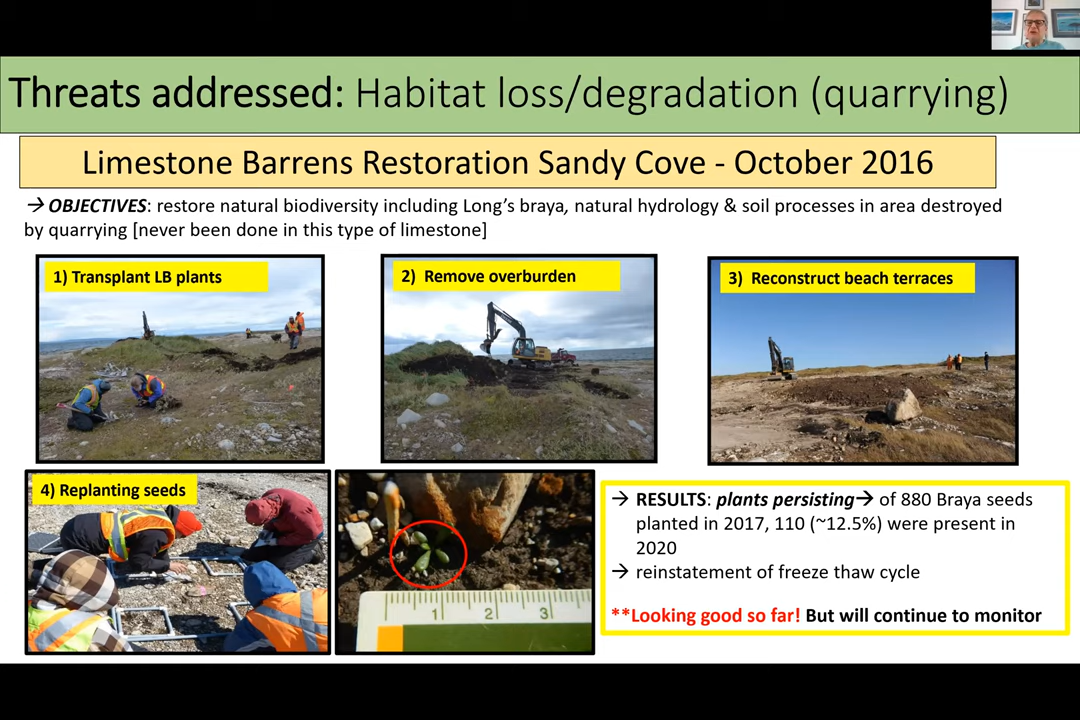 Threats addressed: Habitat loss/degradation (quarrying)
Limestone Barrens Restoration Sandy Cove - October 2016
→ OBJECTIVES: restore natural biodiversity including Long's braya, natural hydrology & soil processes in area destroyed
by quarrying [never been done in this type of limestone]
1) Transplant LB plants
2) Remove overburden
3) Reconstruct beach terraces
4) Replanting seeds
1 2 3
→ RESULTS: plants persisting→ of 880 Braya seeds
planted in 2017, 110 (~12.5%) were present in
2020
→ reinstatement of freeze thaw cycle
**Looking good so far! But will continue to monitor